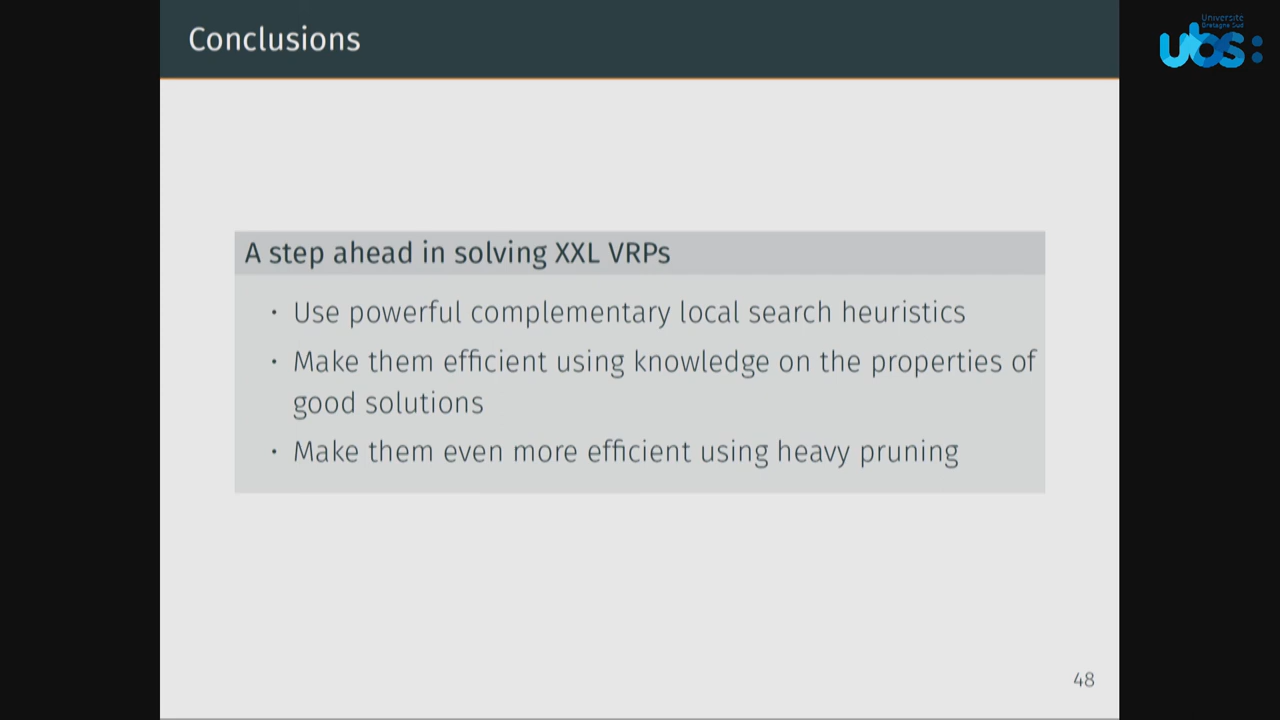 Conclusions
Université
Bretagne Sud
ubs:
A step ahead in solving XXL VRPs
· Use powerful complementary local search heuristics
· Make them efficient using knowledge on the properties of
good solutions
· Make them even more efficient using heavy pruning
48